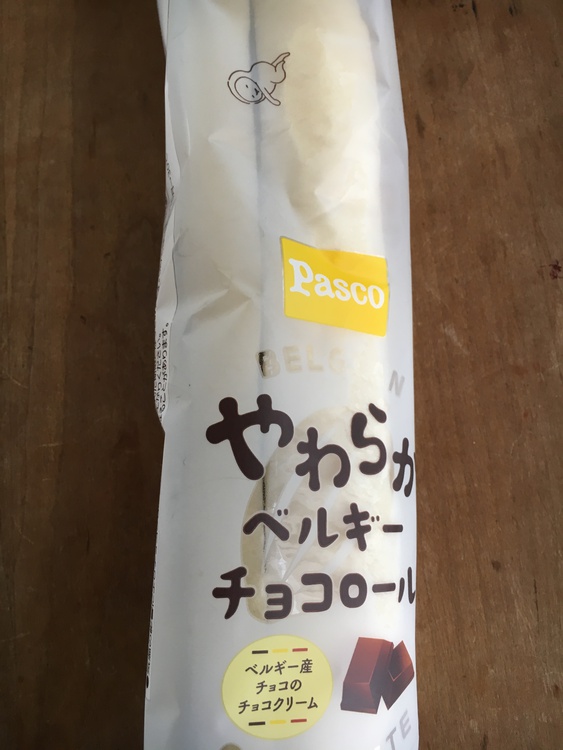 Pasco
BELGIAN
やわらか
ベルギー
チョコロール
ベルギー産
チョコの
チョコクリーム